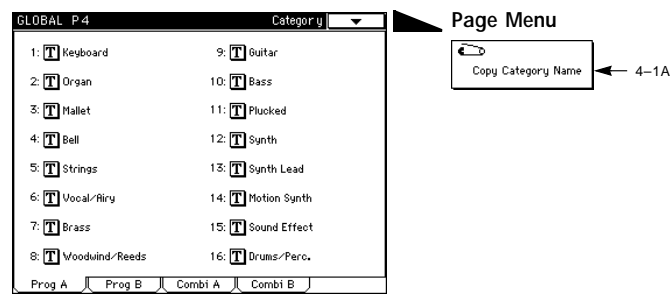 GLOBAL P4 Category
1: T Keyboard
2: T Organ
3: T Mallet
4: T Bell
5: T Strings
6: T Vocal/Airy
7: T Brass
8: T Woodwind/Reeds
9: T Guitar
10: T Bass
11: T Plucked
12: T Synth
13: T Synth Lead
14: T Motion Synth
15: T Sound Effect
16: T Drums/Perc.
Prog A Prog B Combi A Combi B
Page Menu
Copy Category Name
4–1A